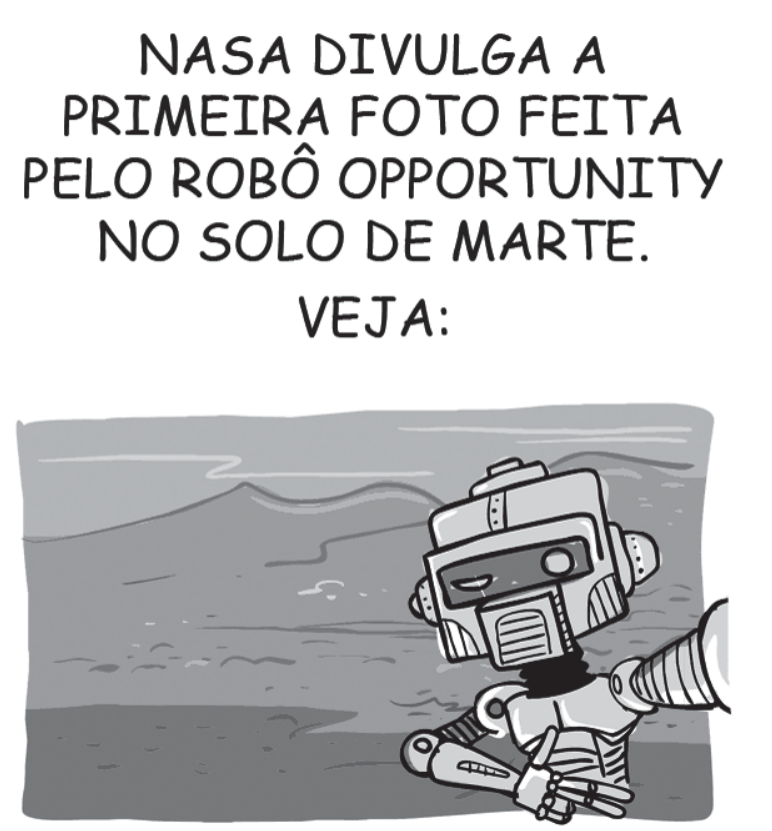 NASA DIVULGA A
PRIMEIRA FOTO FEITA
PELO ROBÔ OPPORTUNITY
NO SOLO DE MARTE.
VEJA: